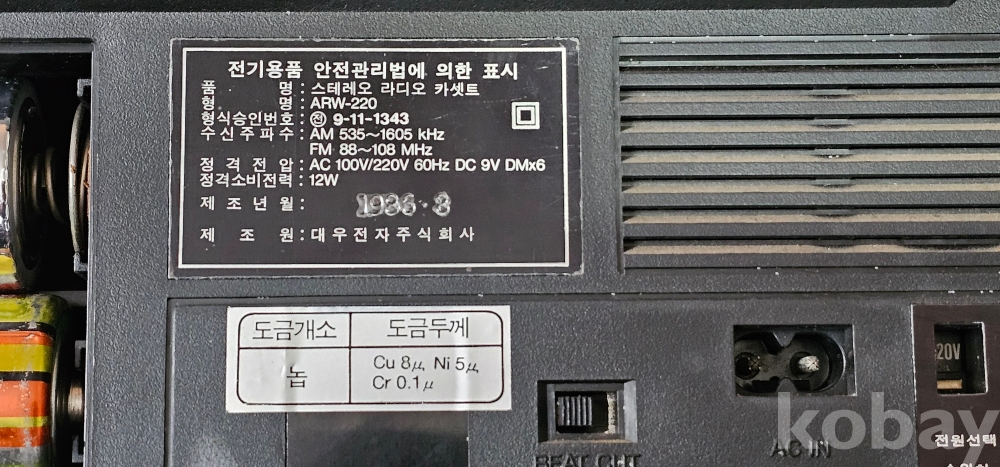 전기용품 안전관리법에 의한 표시
품 명 : 스테레오 라디오 카셋트
형 명 : ARW-220
형식승인번호 : ㉠ 9-11-1343
수신주파수 : AM 535~1605 kHz
FM 88~108 MHz
정격전압 : AC 100V/220V 60Hz DC 9V DMx6
정격소비전력 : 12W
제조년월 : 1986·3
제 조 원 : 대우전자주식회사
도금개소 도금두께
놉 Cu 8μ, Ni 5μ,
Cr 0.1μ
20V
kobay
전원선택
AC IN
BEAT CUT